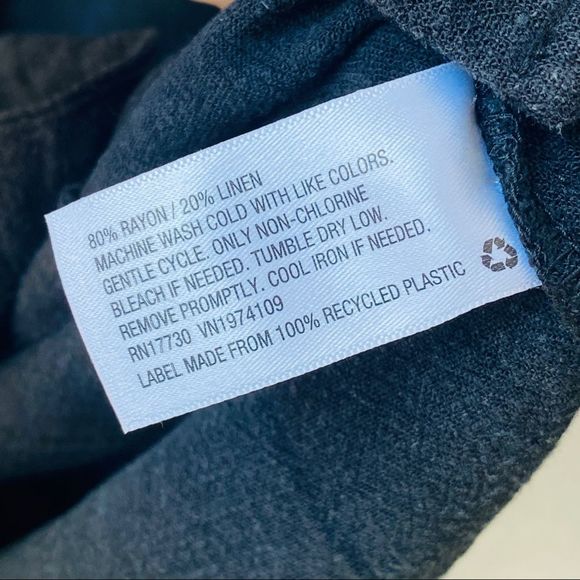 80% RAYON / 20% LINEN
MACHINE WASH COLD WITH LIKE COLORS.
GENTLE CYCLE. ONLY NON-CHLORINE
BLEACH IF NEEDED. TUMBLE DRY LOW.
REMOVE PROMPTLY. COOL IRON IF NEEDED.
RN17730 VN1974109
LABEL MADE FROM 100% RECYCLED PLASTIC